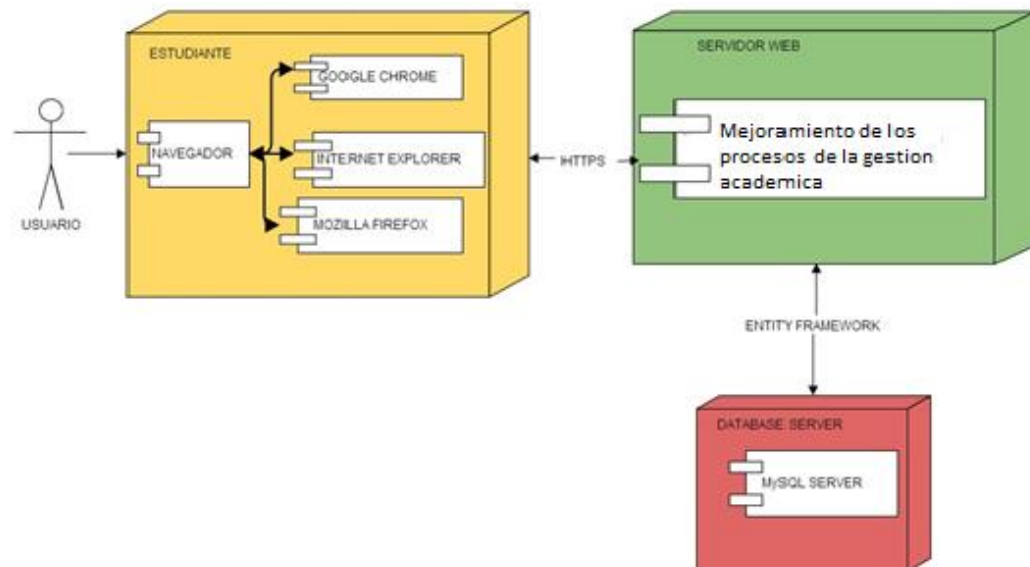 ESTUDIANTE
GOOGLE CHROME
NAVEGADOR
INTERNET EXPLORER
MOZILLA FIREFOX
USUARIO
HTTPS
SERVIDOR WEB
Mejoramiento de los
procesos de la gestion
academica
ENTITY FRAMEWORK
DATABASE SERVER
MySQL SERVER